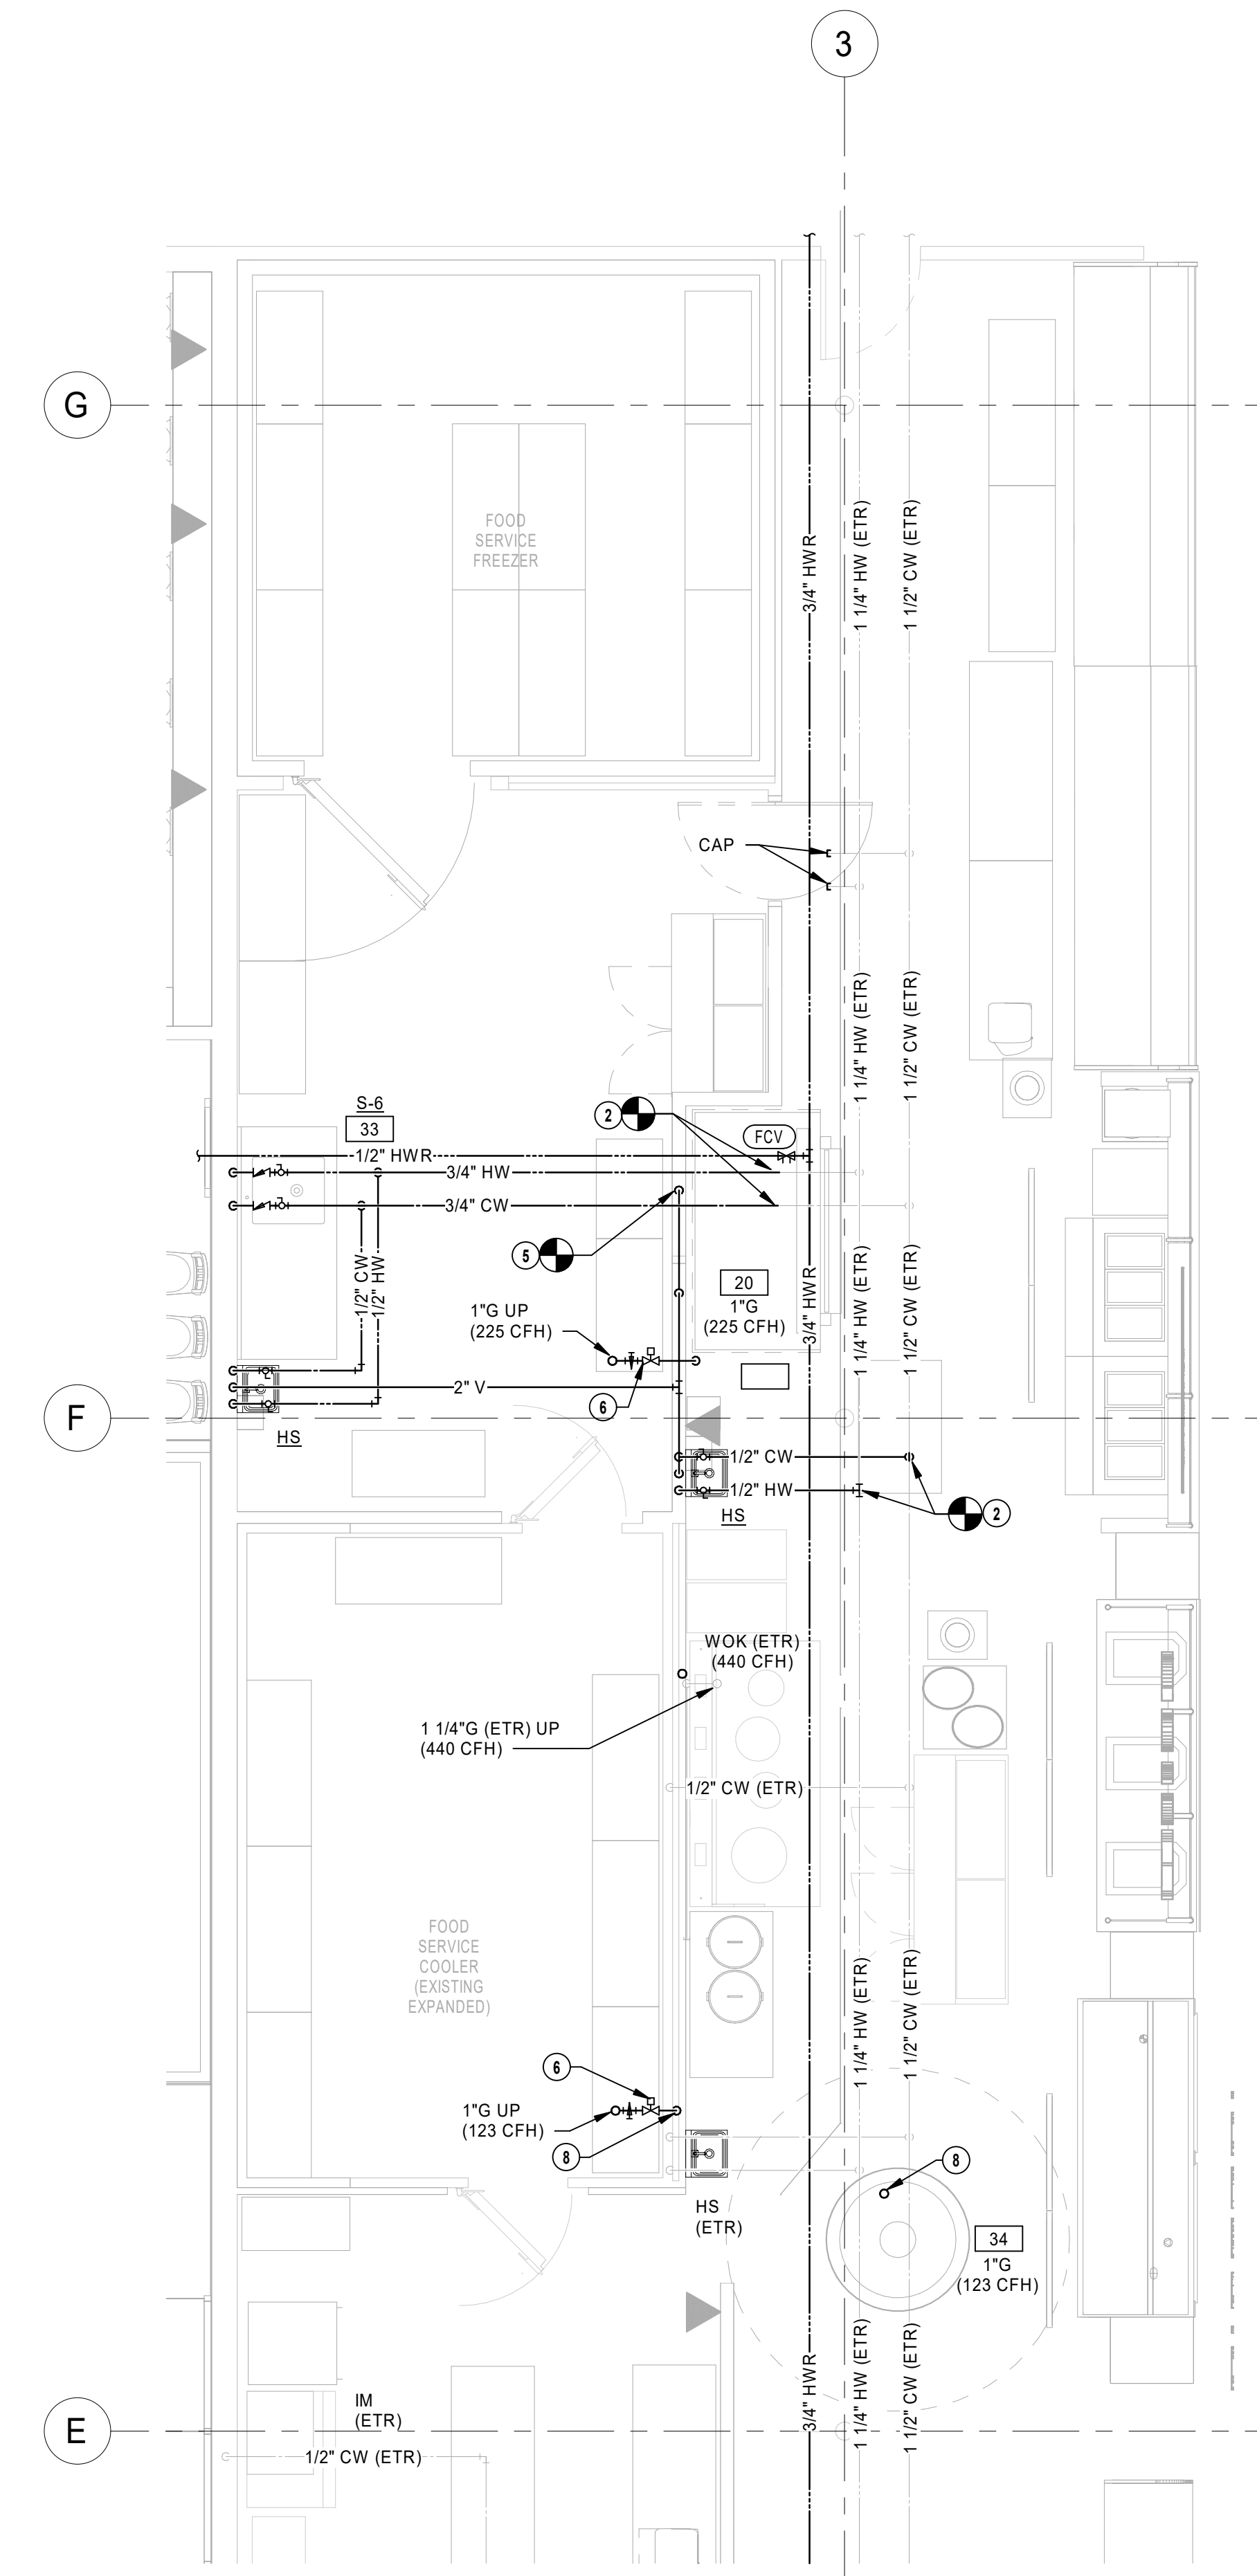 3
G
FOOD
SERVICE
FREEZER
3/4" HWR
1 1/4" HW (ETR)
1 1/2" CW (ETR)
CAP
1 1/4" HW (ETR)
1 1/2" CW (ETR)
S-6
33
2
FCV
1/2" HWR
3/4" HW
3/4" CW
5
1/2" CW
1/2" HW
20
1"G
(225 CFH)
1"G UP
(225 CFH)
3/4" HWR
1 1/4" HW (ETR)
1 1/2" CW (ETR)
2" V
6
F
HS
1/2" CW
1/2" HW
HS
2
WOK (ETR)
(440 CFH)
1 1/4"G (ETR) UP
(440 CFH)
1/2" CW (ETR)
FOOD
SERVICE
COOLER
(EXISTING
EXPANDED)
1 1/4" HW (ETR)
1 1/2" CW (ETR)
6
1"G UP
(123 CFH)
8
8
HS
(ETR)
34
1"G
(123 CFH)
3/4" HWR
1 1/4" HW (ETR)
1 1/2" CW (ETR)
IM
(ETR)
E
1/2" CW (ETR)